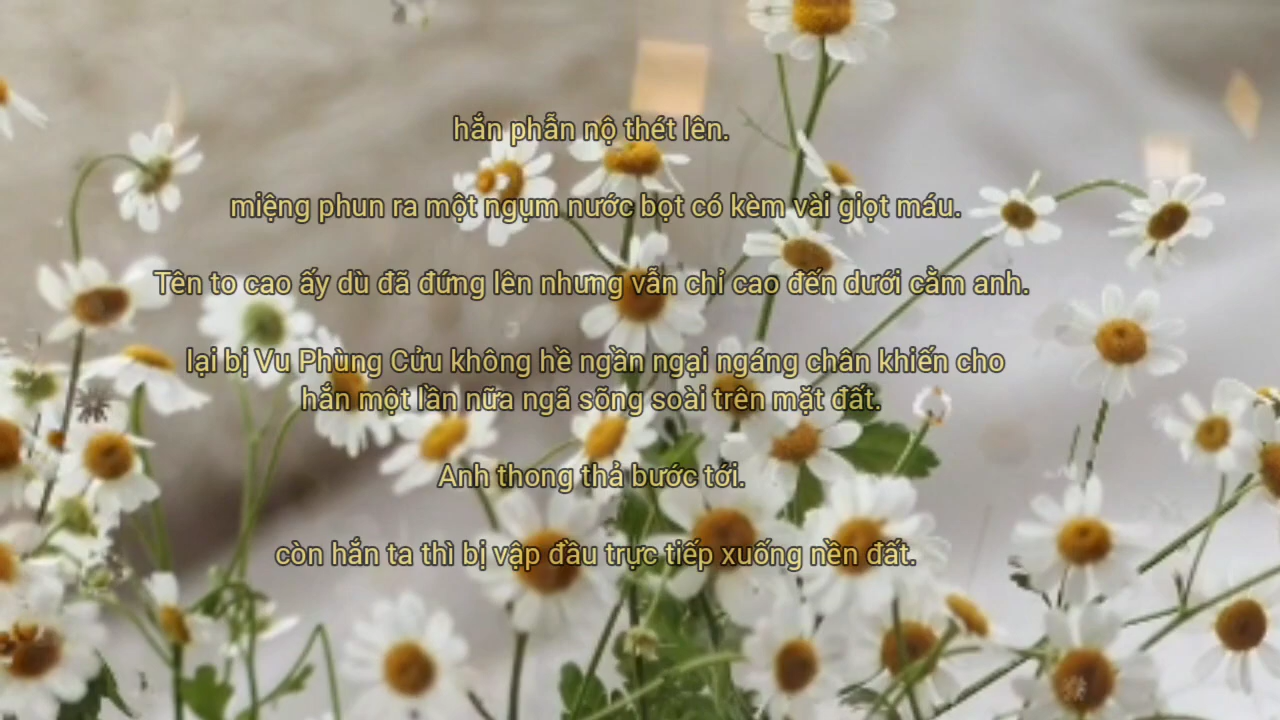 hắn phẫn nộ thét lên.
miệng phun ra một ngụm nước bọt có kèm vài giọt máu.
Tên to cao ấy dù đã đứng lên nhưng vẫn chỉ cao đến dưới cằm anh.
lại bị Vu Phùng Cửu không hề ngần ngại ngáng chân khiến cho
hắn một lần nữa ngã sõng soài trên mặt đất.
Anh thong thả bước tới.
còn hắn ta thì bị vập đầu trực tiếp xuống nền đất.